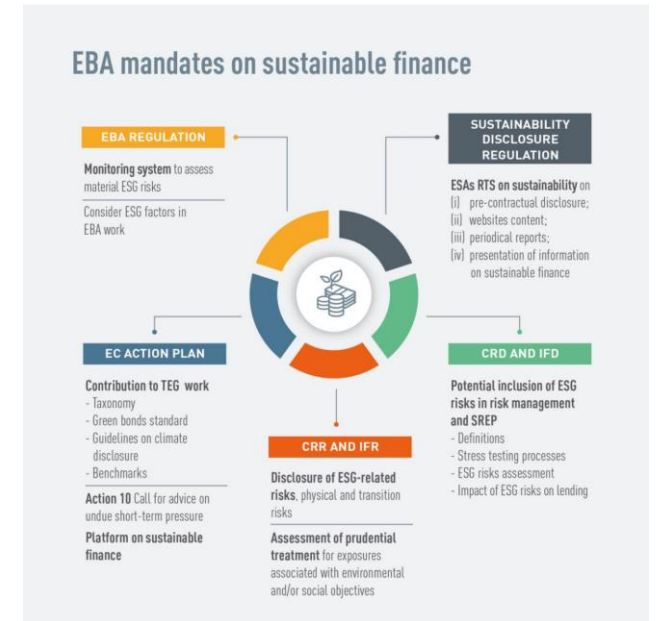 EBA mandates on sustainable finance
EBA REGULATION
Monitoring system to assess
material ESG risks
Consider ESG factors in
EBA work
SUSTAINABILITY
DISCLOSURE
REGULATION
ESAs RTS on sustainability on
(i) pre-contractual disclosure;
(ii) websites content;
(iii) periodical reports;
(iv) presentation of information
on sustainable finance
EC ACTION PLAN
Contribution to TEG work
- Taxonomy
- Green bonds standard
- Guidelines on climate
disclosure
- Benchmarks
Action 10 Call for advice on
undue short-term pressure
Platform on sustainable
finance
CRR AND IFR
Disclosure of ESG-related
risks, physical and transition
risks
Assessment of prudential
treatment for exposures
associated with environmental
and/or social objectives
CRD AND IFD
Potential inclusion of ESG
risks in risk management
and SREP
- Definitions
- Stress testing processes
- ESG risks assessment
- Impact of ESG risks on lending